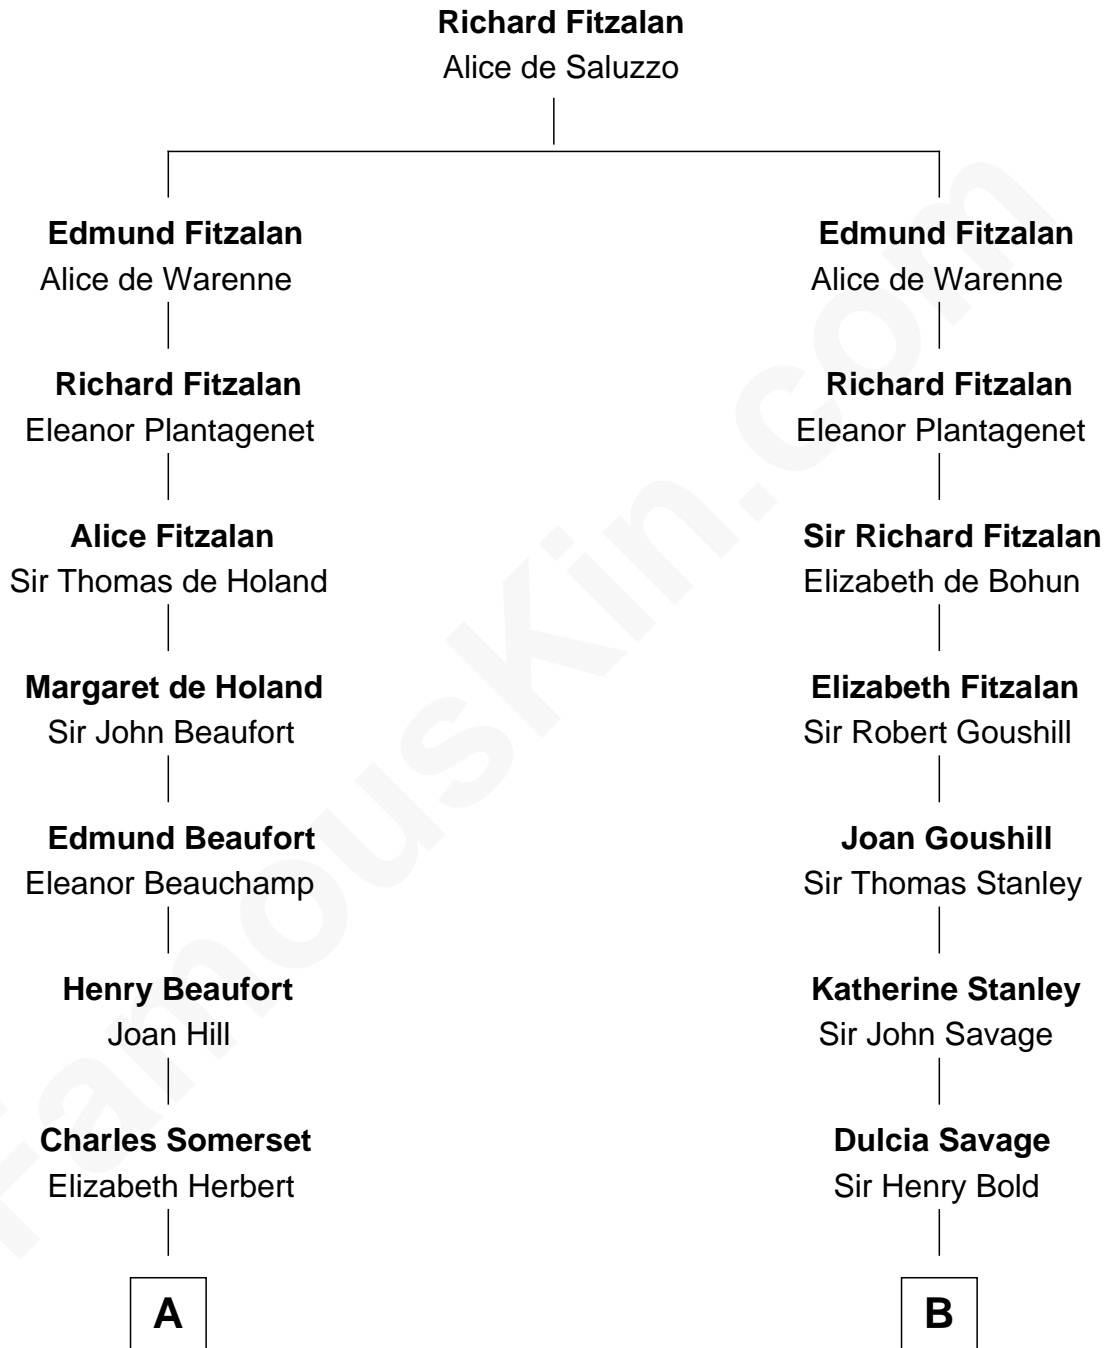 Richard Fitzalan
Alice de Saluzzo
Edmund Fitzalan
Alice de Warenne
Richard Fitzalan
Eleanor Plantagenet
Alice Fitzalan
Sir Thomas de Holand
Margaret de Holand
Sir John Beaufort
Edmund Beaufort
Eleanor Beauchamp
Henry Beaufort
Joan Hill
Charles Somerset
Elizabeth Herbert
A
Edmund Fitzalan
Alice de Warenne
Richard Fitzalan
Eleanor Plantagenet
Sir Richard Fitzalan
Elizabeth de Bohun
Elizabeth Fitzalan
Sir Robert Goushill
Joan Goushill
Sir Thomas Stanley
Katherine Stanley
Sir John Savage
Dulcia Savage
Sir Henry Bold
B
FamousKin.com